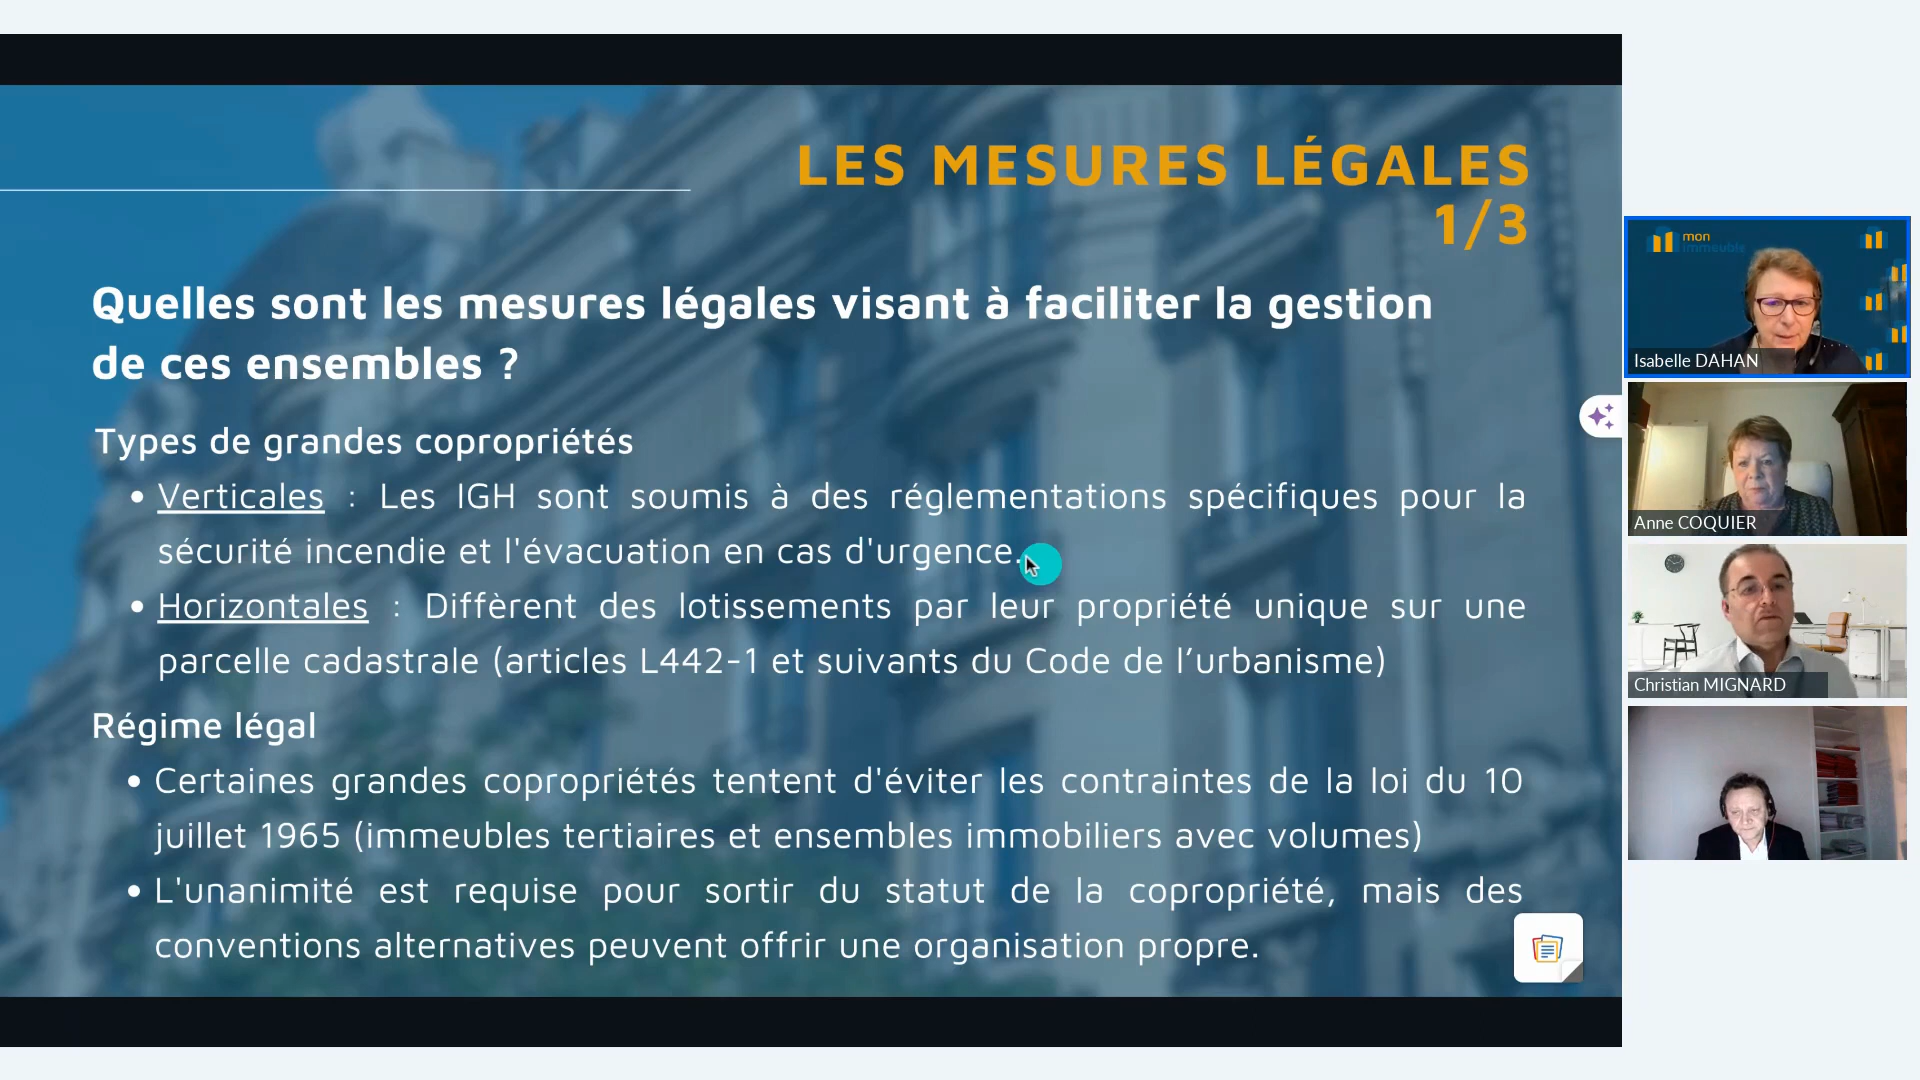 LES MESURES LÉGALES
1/3
Quelles sont les mesures légales visant à faciliter la gestion
de ces ensembles ?
Types de grandes copropriétés
• Verticales : Les IGH sont soumis à des réglementations spécifiques pour la
sécurité incendie et l'évacuation en cas d'urgence.
• Horizontales : Diffèrent des lotissements par leur propriété unique sur une
parcelle cadastrale (articles L442-1 et suivants du Code de l’urbanisme)
Régime légal
• Certaines grandes copropriétés tentent d'éviter les contraintes de la loi du 10
juillet 1965 (immeubles tertiaires et ensembles immobiliers avec volumes)
• L'unanimité est requise pour sortir du statut de la copropriété, mais des
conventions alternatives peuvent offrir une organisation propre.
mon
immeuble
Isabelle DAHAN
Anne COQUIER
Christian MIGNARD